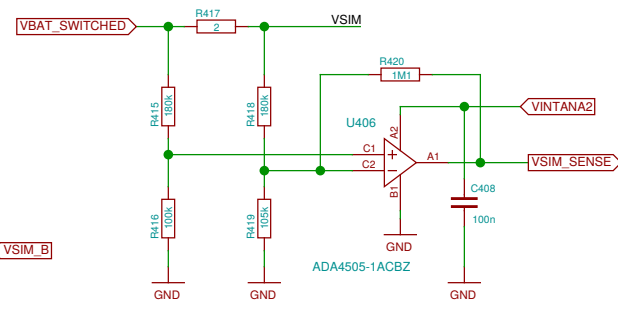 R417
VBAT_SWITCHED
2
VSIM
R420
1M1
R415
180k
R418
180k
U406
VINTANA2
A2
C1
C2
+
-
A1
VSIM_SENSE
B1
C408
100n
R416
100k
R419
105k
VSIM_B
GND
ADA4505-1ACBZ
GND
GND
GND